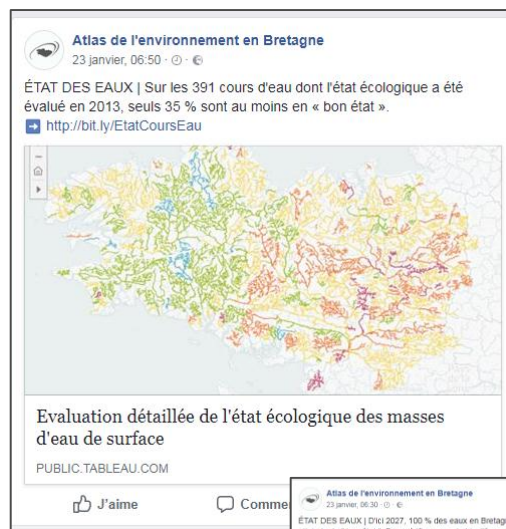 Atlas de l'environnement en Bretagne
23 janvier, 06:50
ÉTAT DES EAUX | Sur les 391 cours d'eau dont l'état écologique a été
évalué en 2013, seuls 35 % sont au moins en « bon état ».
http://bit.ly/EtatCoursEau
Evaluation détaillée de l'état écologique des masses
d'eau de surface
PUBLIC.TABLEAU.COM
J'aime
Comme
Atlas de l'environnement en Bretagne
23 janvier, 06:30
ÉTAT DES EAUX | D'ici 2027, 100 % des eaux en Bretag